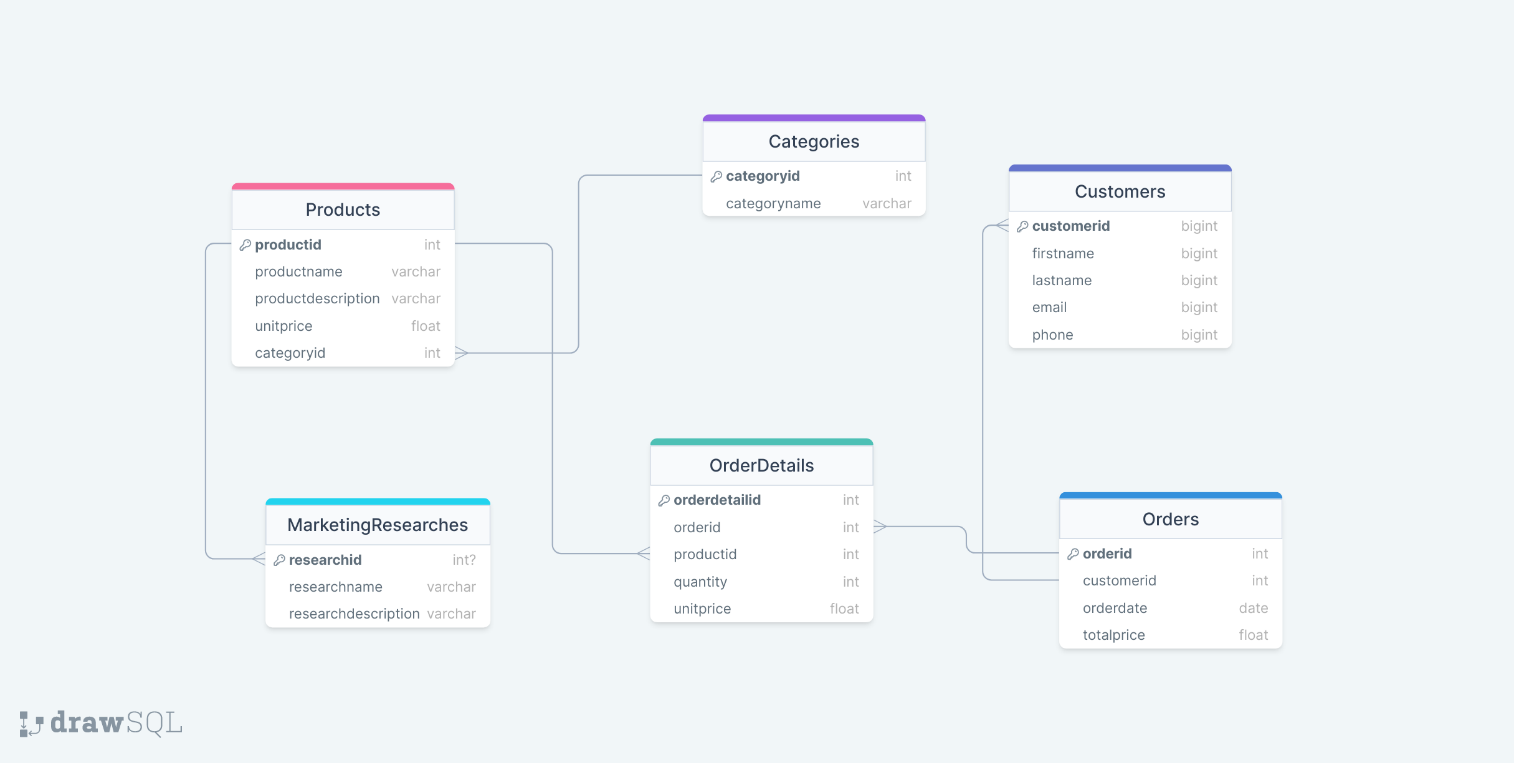 Categories
categoryid int
categoryname varchar
Customers
customerid bigint
firstname bigint
lastname bigint
email bigint
phone bigint
Products
productid int
productname varchar
productdescription varchar
unitprice float
categoryid int
OrderDetails
orderdetailid int
orderid int
productid int
quantity int
unitprice float
MarketingResearches
researchid int?
researchname varchar
researchdescription varchar
Orders
orderid int
customerid int
orderdate date
totalprice float
drawSQL